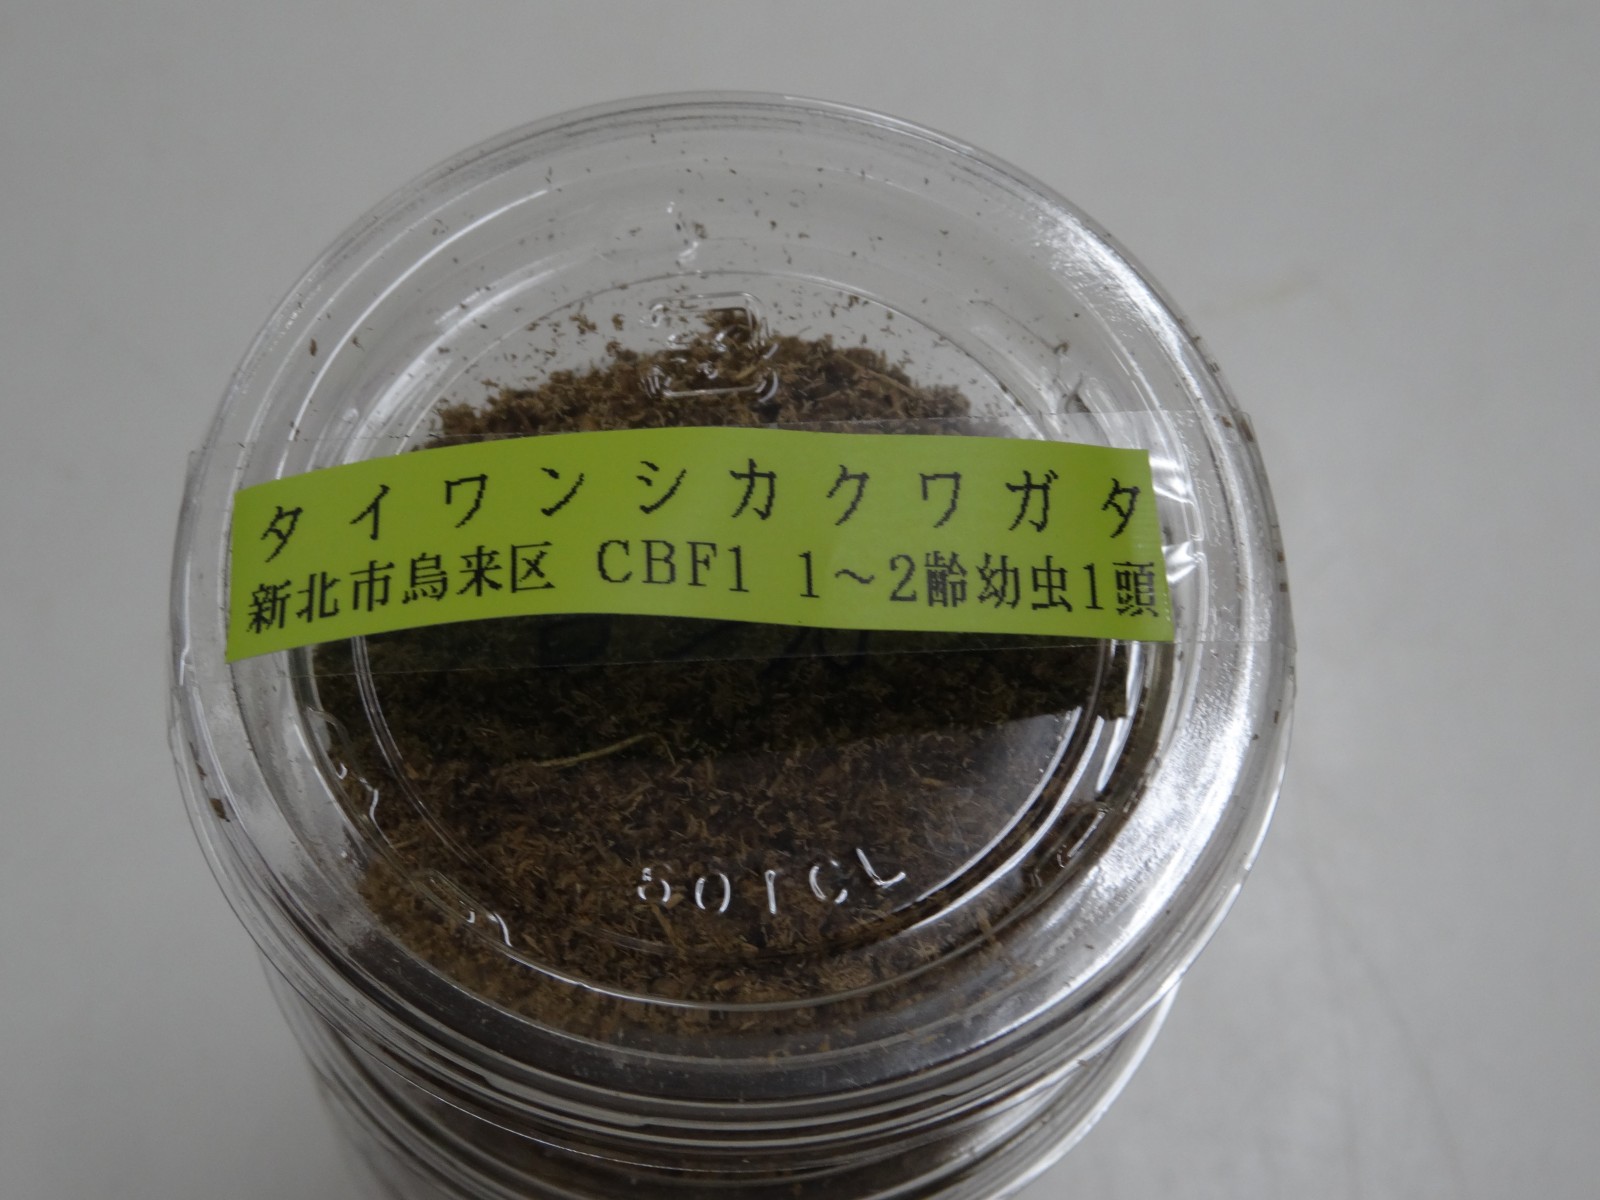 タイワンシカクワガタ
新北市烏来区 CBF1 1～2齢幼虫1頭
801CL